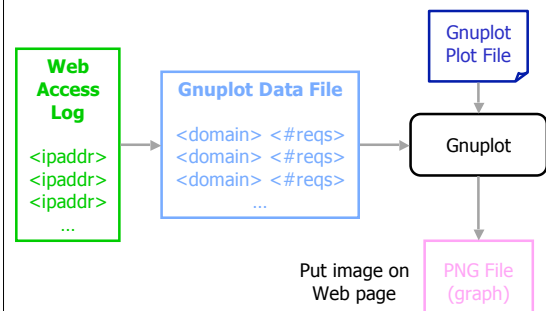 Gnuplot
Plot File
Web
Access
Log
<ipaddr>
<ipaddr>
<ipaddr>
...
Gnuplot Data File
<domain> <#reqs>
<domain> <#reqs>
<domain> <#reqs>
...
Gnuplot
Put image on
Web page
PNG File
(graph)